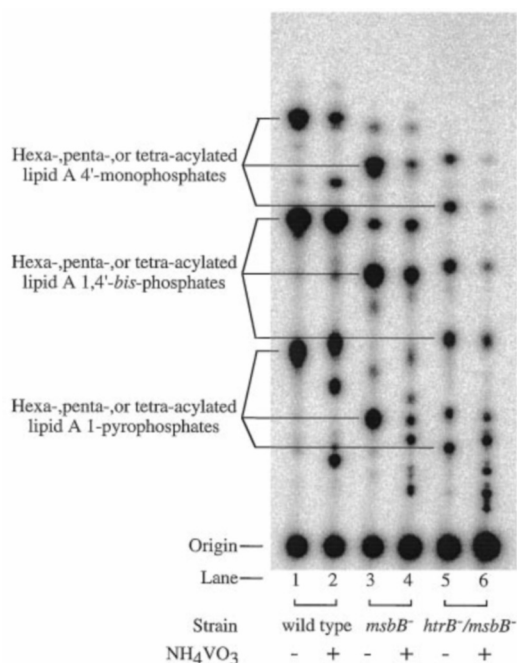 Hexa-,penta-,or tetra-acylated
lipid A 4'-monophosphates
Hexa-,penta-,or tetra-acylated
lipid A 1,4'-bis-phosphates
Hexa-,penta-,or tetra-acylated
lipid A 1-pyrophosphates
Origin
Lane 1 2 3 4 5 6
Strain wild type msbB⁻ htrB⁻/msbB⁻
NH₄VO₃ - + - + - +